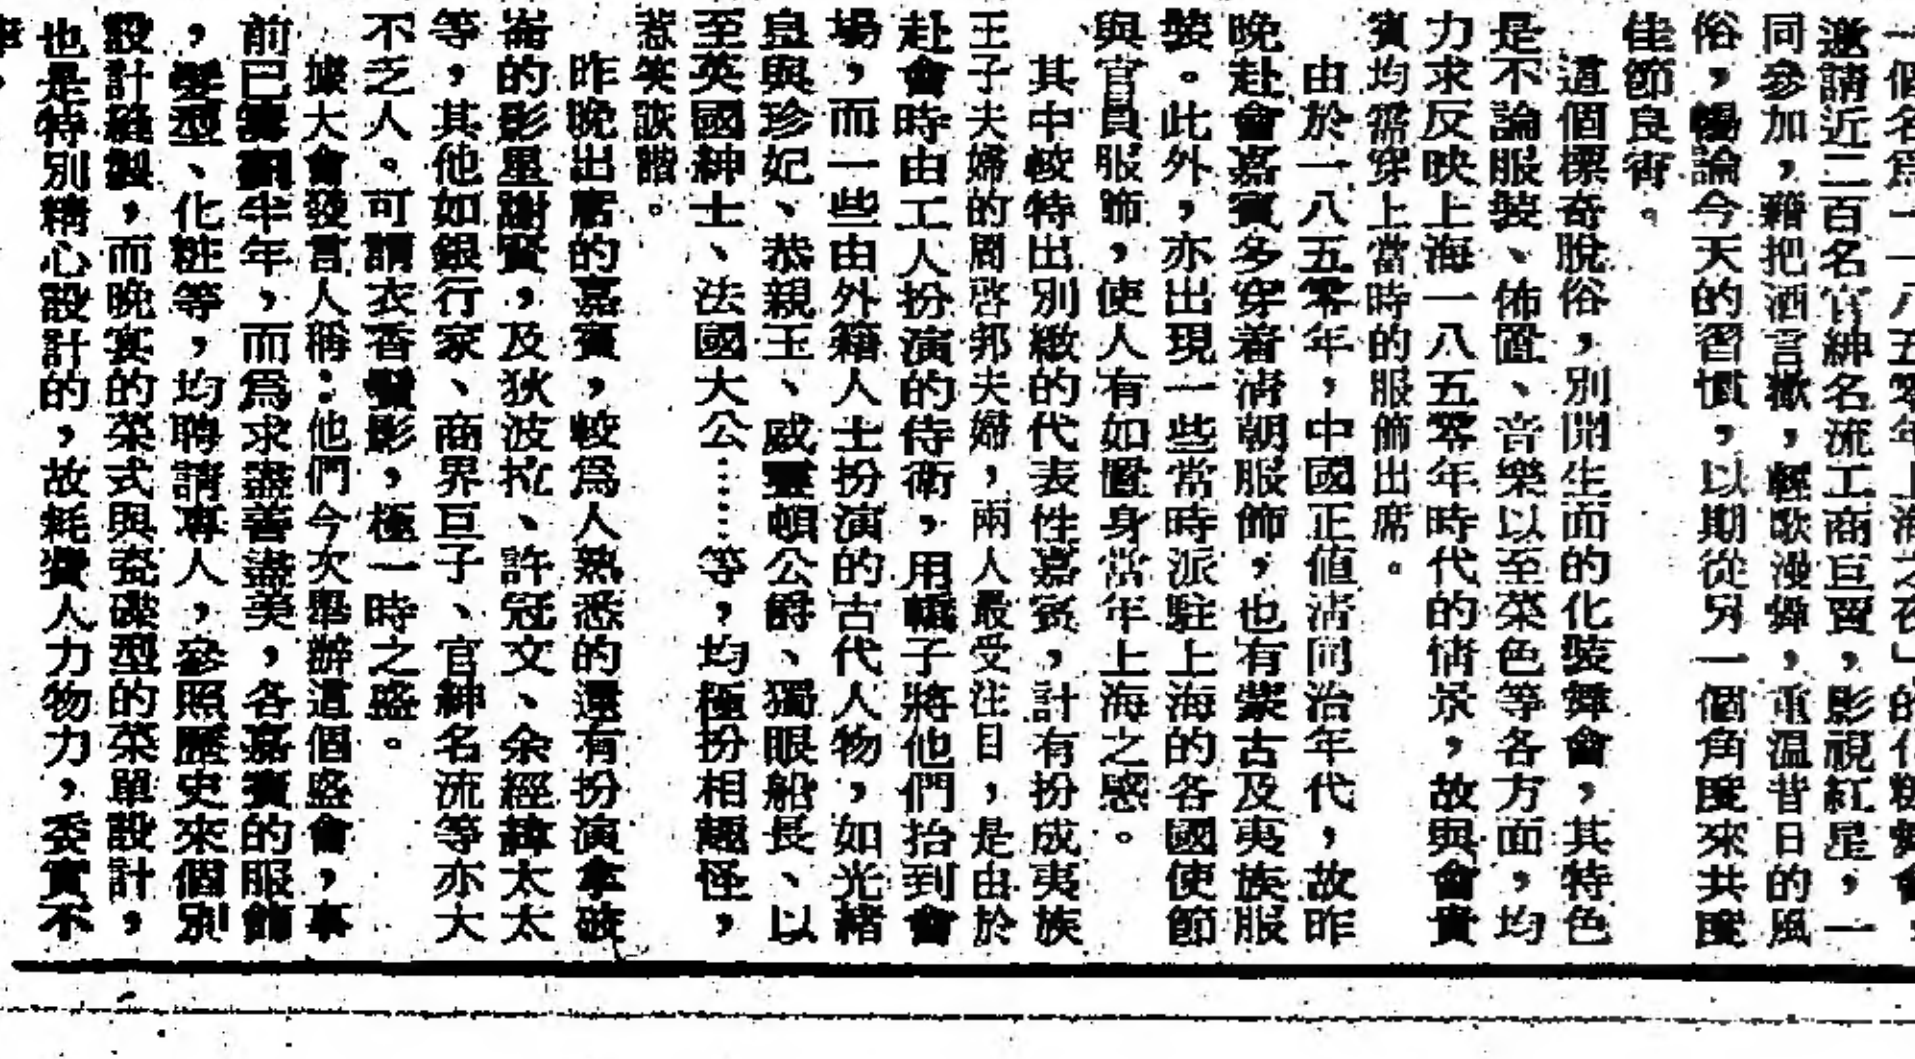 一個名爲「一八五零年上海之夜」的化粧舞會,
邀請近二百名官紳名流工商巨賈,影視紅星,一
同參加,藉把酒言歡,輕歌漫舞,重溫昔日的風
俗,暢論今天的習慣,以期從另一個角度來共度
佳節良宵。
這個標奇脫俗,別開生面的化裝舞會,其特色
是不論服裝、佈置、音樂以至菜色等各方面,均
力求反映上海一八五零年時代的情景,故與會賓
賓均需穿上當時的服飾出席。
由於一八五零年,中國正值清同治年代,故昨
晚赴會嘉賓多穿着清朝服飾,也有蒙古及夷族服
裝。此外,亦出現一些當時派駐上海的各國使節
與官員服飾,使人有如置身當年上海之感。
其中較特出別緻的代表性嘉賓,計有扮成夷族
王子夫婦的周啓邦夫婦,兩人最受注目,是由於
赴會時由工人扮演的侍衛,用轎子將他們抬到會
場,而一些由外籍人士扮演的古代人物,如光緒
皇與珍妃、恭親王、威靈頓公爵、獨眼船長、以
至英國紳士、法國大公……等,均極扮相趣怪,
惹笑詼諧。
昨晚出席的嘉賓,較爲人熟悉的還有扮演拿破
崙的影里謝賓,及狄波拉、許冠文、余經緯太太
等,其他如銀行家、商界巨子、官紳名流等亦大
不乏人。可謂衣香鬢影,極一時之盛。
據大會發言人稱:他們今次舉辦這個盛會,事
前已籌劃半年,而爲求盡善盡美,各嘉賓的服飾
,髮型、化粧等,均聘請專人,參照歷史來個別
設計縫製,而晚宴的菜式與瓷碟型的菜單設計,
也是特別精心設計的,故耗費人力物力,委實不